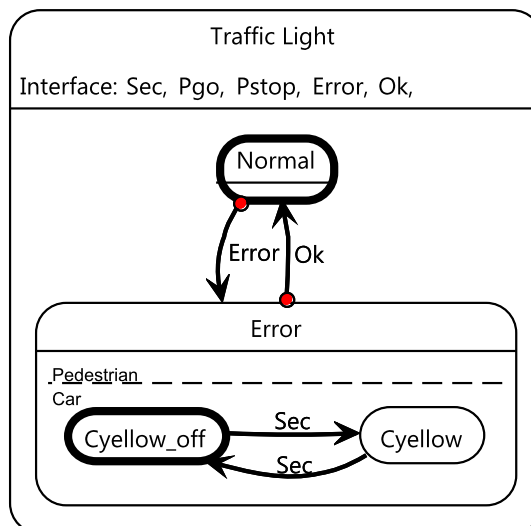 Traffic Light
Interface: Sec, Pgo, Pstop, Error, Ok,
Normal
Error
Ok
Error
Pedestrian
Car
Cyellow_off
Sec
Cyellow
Sec